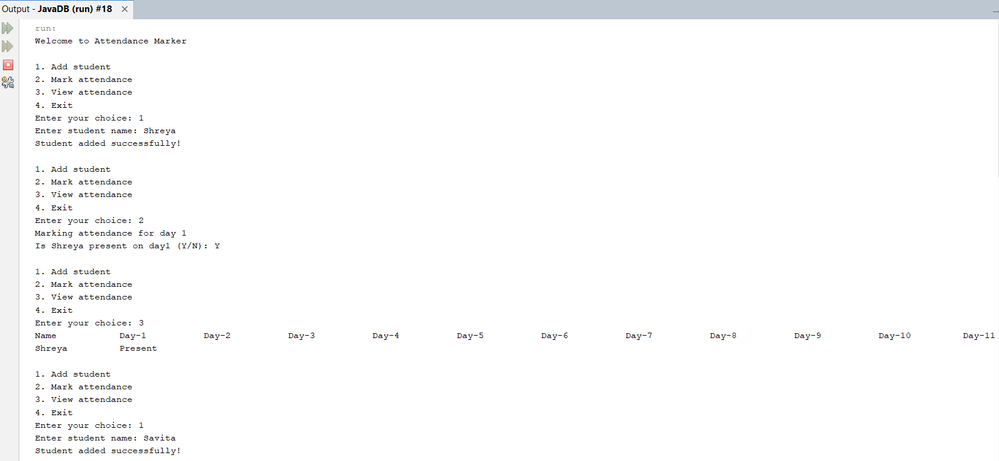 Output - JavaDB (run) #18
run:
Welcome to Attendance Marker
1. Add student
2. Mark attendance
3. View attendance
4. Exit
Enter your choice: 1
Enter student name: Shreya
Student added successfully!
1. Add student
2. Mark attendance
3. View attendance
4. Exit
Enter your choice: 2
Marking attendance for day 1
Is Shreya present on day1 (Y/N): Y
1. Add student
2. Mark attendance
3. View attendance
4. Exit
Enter your choice: 3
Name Day-1 Day-2 Day-3 Day-4 Day-5 Day-6 Day-7 Day-8 Day-9 Day-10 Day-11
Shreya Present
1. Add student
2. Mark attendance
3. View attendance
4. Exit
Enter your choice: 1
Enter student name: Savita
Student added successfully!